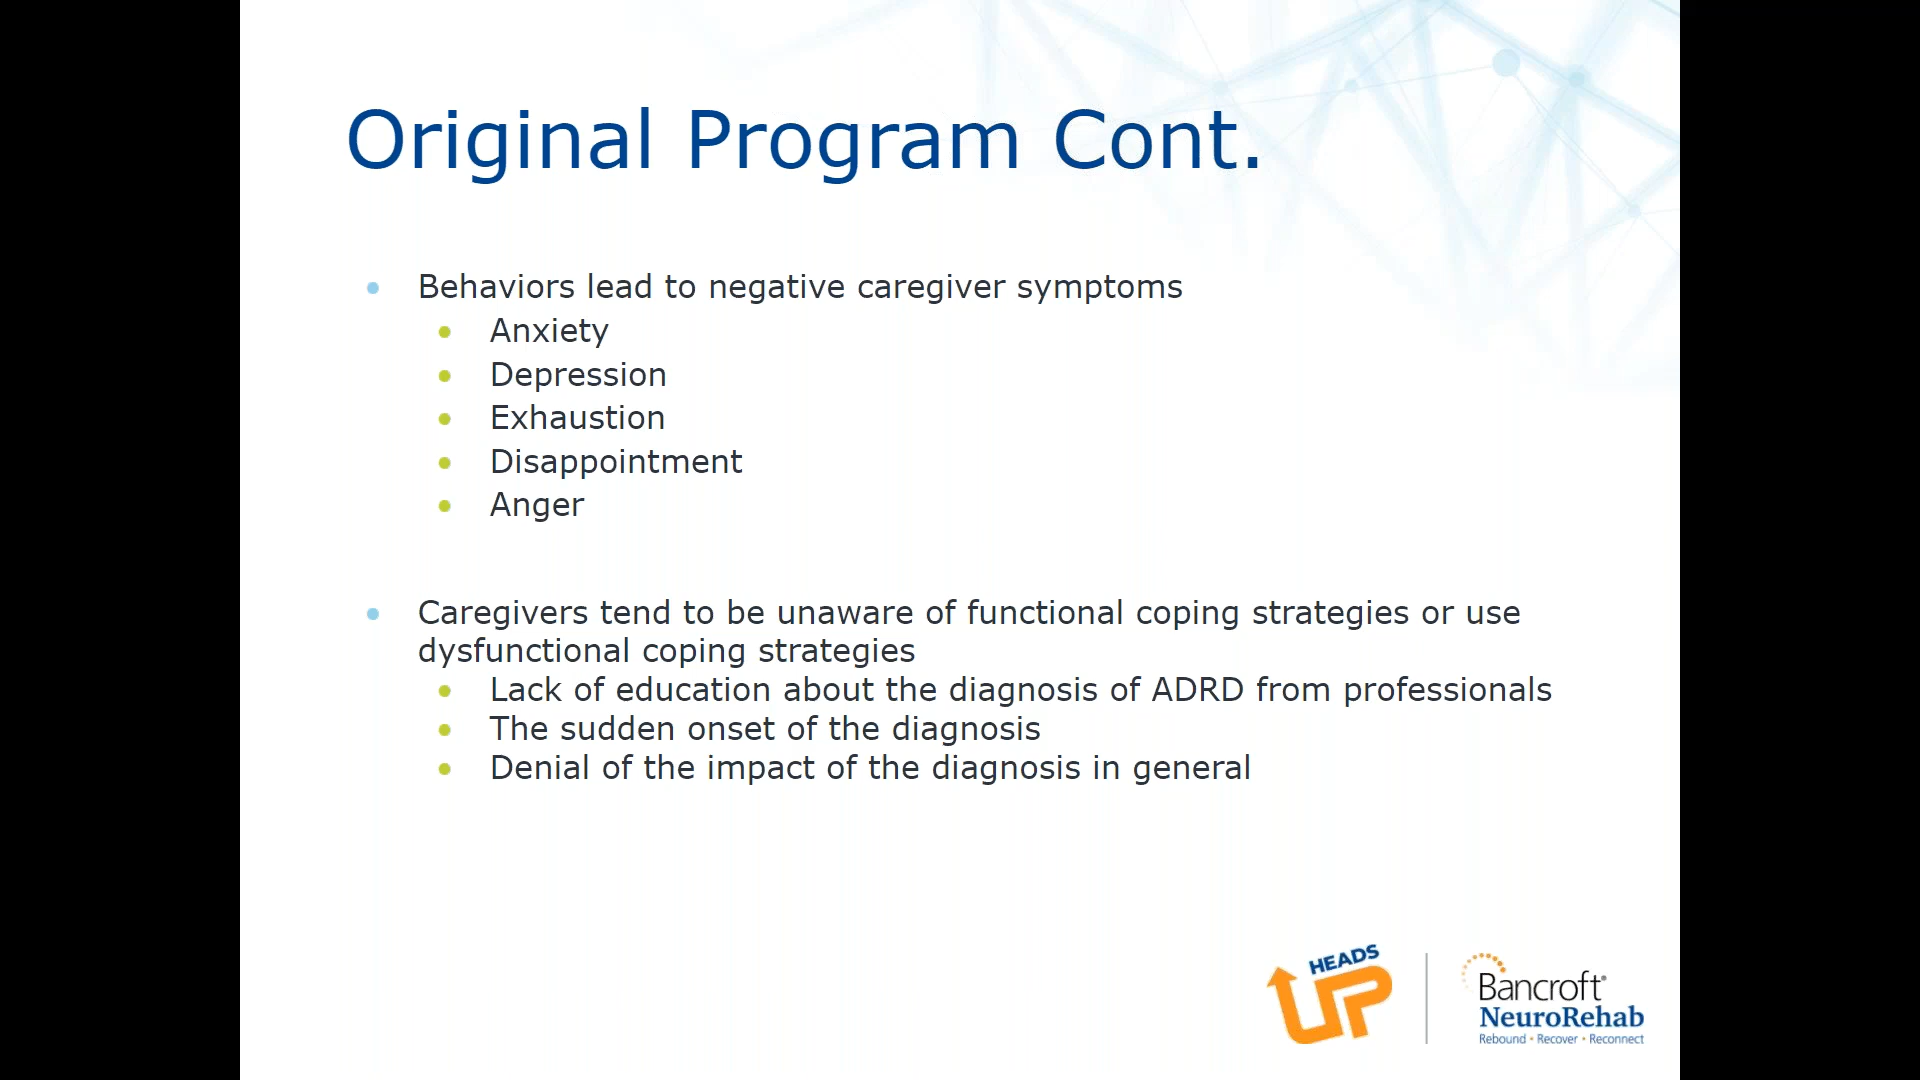 Original Program Cont.
Behaviors lead to negative caregiver symptoms
Anxiety
Depression
Exhaustion
Disappointment
Anger
Caregivers tend to be unaware of functional coping strategies or use
dysfunctional coping strategies
Lack of education about the diagnosis of ADRD from professionals
The sudden onset of the diagnosis
Denial of the impact of the diagnosis in general
HEADS
UP
Bancroft®
NeuroRehab
Rebound • Recover • Reconnect